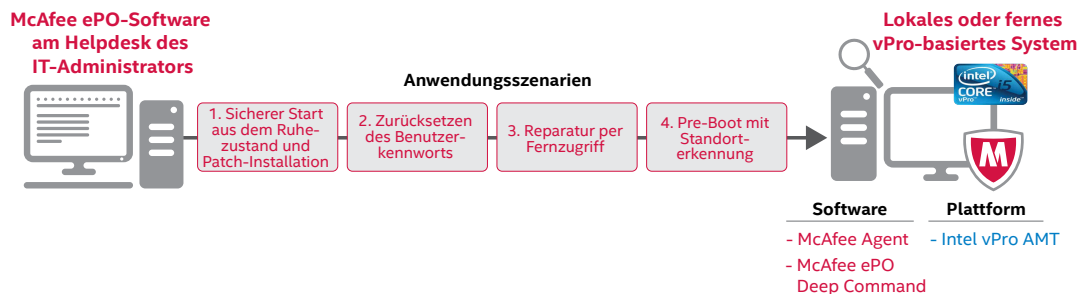 McAfee ePO-Software
am Helpdesk des
IT-Administrators
Anwendungsszenarien
1. Sicherer Start
aus dem Ruhe-
zustand und
Patch-Installation
2. Zurücksetzen
des Benutzer-
kennworts
3. Reparatur per
Fernzugriff
4. Pre-Boot mit
Standort-
erkennung
Lokales oder fernes
vPro-basiertes System
intel
CORE i5
vPro
inside
M
Software
- McAfee Agent
- McAfee ePO
Deep Command
Plattform
- Intel vPro AMT